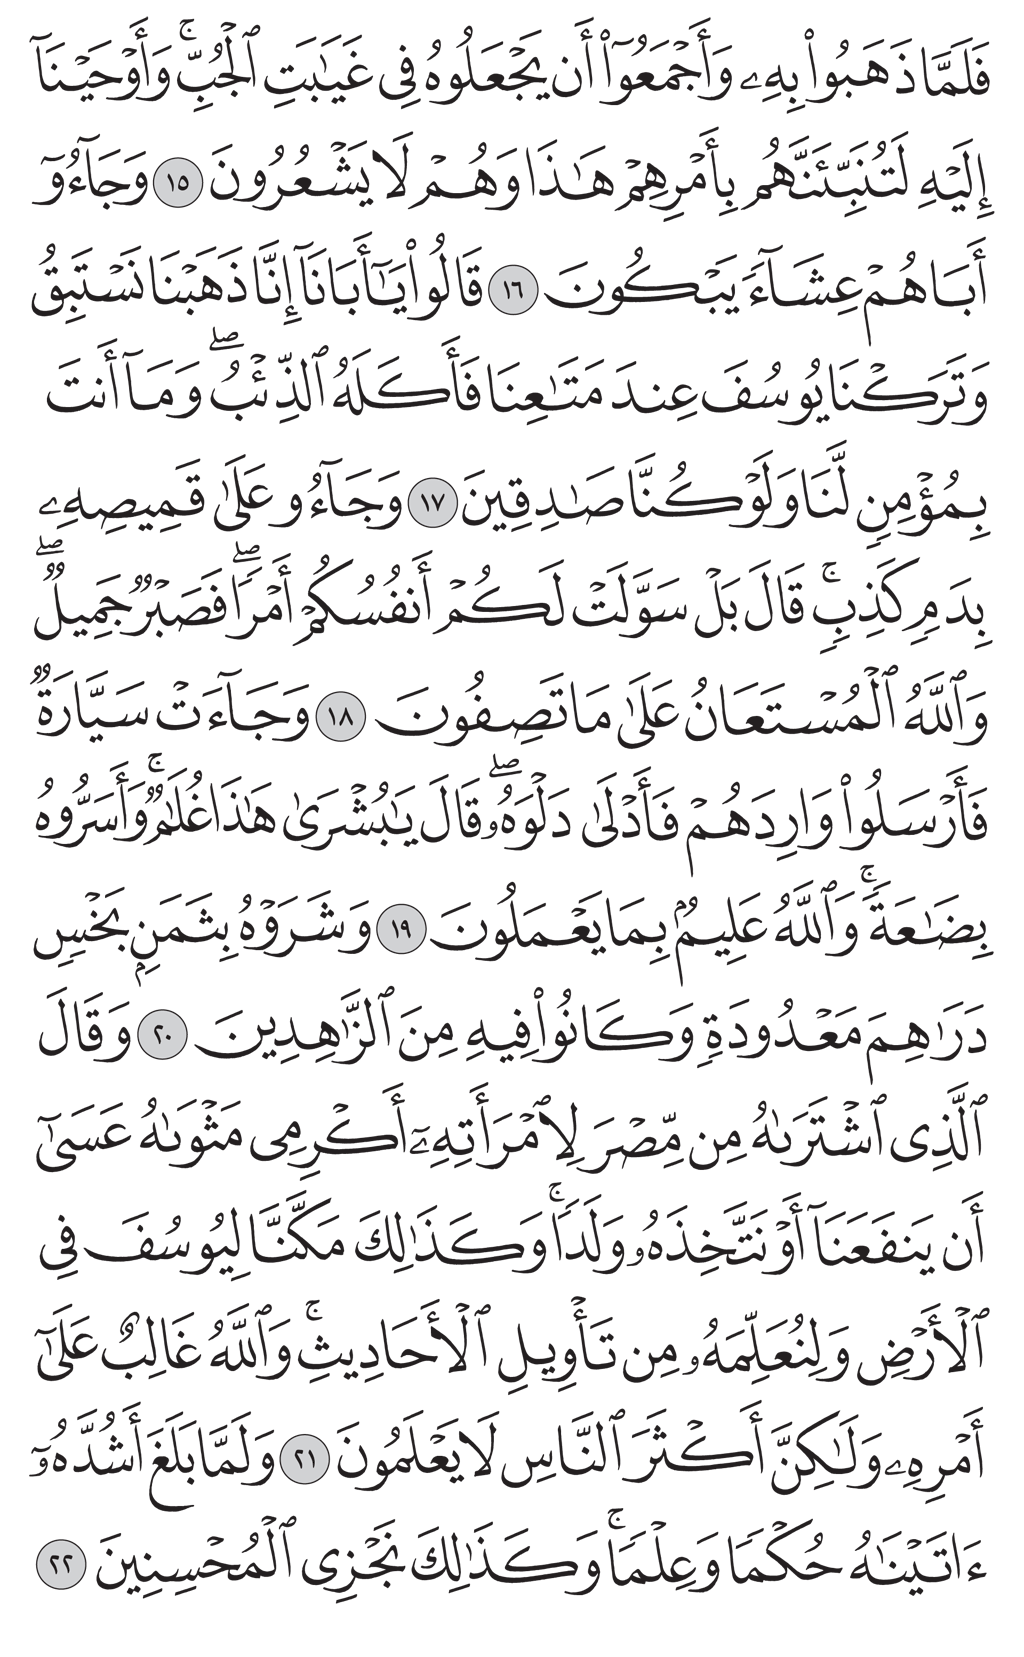 فَلَمَّا ذَهَبُوا۟ بِهِۦ وَأَجْمَعُوٓا۟ أَن يَجْعَلُوهُ فِى غَيَـٰبَتِ ٱلْجُبِّ ۚ وَأَوْحَيْنَآ
إِلَيْهِ لَتُنَبِّئَنَّهُم بِأَمْرِهِمْ هَـٰذَا وَهُمْ لَا يَشْعُرُونَ ١٥ وَجَآءُوٓ
أَبَاهُمْ عِشَآءً يَبْكُونَ ١٦ قَالُوا۟ يَـٰٓأَبَانَآ إِنَّا ذَهَبْنَا نَسْتَبِقُ
وَتَرَكْنَا يُوسُفَ عِندَ مَتَـٰعِنَا فَأَكَلَهُ ٱلذِّئْبُ ۖ وَمَآ أَنتَ
بِمُؤْمِنٍ لَّنَا وَلَوْ كُنَّا صَـٰدِقِينَ ١٧ وَجَآءُو عَلَىٰ قَمِيصِهِۦ
بِدَمٍ كَذِبٍ ۚ قَالَ بَلْ سَوَّلَتْ لَكُمْ أَنفُسُكُمْ أَمْرًا ۖ فَصَبْرٌ جَمِيلٌ ۖ
وَٱللَّهُ ٱلْمُسْتَعَانُ عَلَىٰ مَا تَصِفُونَ ١٨ وَجَآءَتْ سَيَّارَةٌ
فَأَرْسَلُوا۟ وَارِدَهُمْ فَأَدْلَىٰ دَلْوَهُۥ ۖ قَالَ يَـٰبُشْرَىٰ هَـٰذَا غُلَـٰمٌ ۚ وَأَسَرُّوهُ
بِضَـٰعَةً ۚ وَٱللَّهُ عَلِيمٌۢ بِمَا يَعْمَلُونَ ١٩ وَشَرَوْهُ بِثَمَنٍۭ بَخْسٍ
دَرَٰهِمَ مَعْدُودَةٍ وَكَانُوا۟ فِيهِ مِنَ ٱلزَّٰهِدِينَ ٢٠ وَقَالَ
ٱلَّذِى ٱشْتَرَىٰهُ مِن مِّصْرَ لِٱمْرَأَتِهِۦٓ أَكْرِمِى مَثْوَىٰهُ عَسَىٰٓ
أَن يَنفَعَنَآ أَوْ نَتَّخِذَهُۥ وَلَدًا ۚ وَكَذَٰلِكَ مَكَّنَّا لِيُوسُفَ فِى
ٱلْأَرْضِ وَلِنُعَلِّمَهُۥ مِن تَأْوِيلِ ٱلْأَحَادِيثِ ۚ وَٱللَّهُ غَالِبٌ عَلَىٰٓ
أَمْرِهِۦ وَلَـٰكِنَّ أَكْثَرَ ٱلنَّاسِ لَا يَعْلَمُونَ ٢١ وَلَمَّا بَلَغَ أَشُدَّهُۥٓ
ءَاتَيْنَـٰهُ حُكْمًا وَعِلْمًا ۚ وَكَذَٰلِكَ نَجْزِى ٱلْمُحْسِنِينَ ٢٢